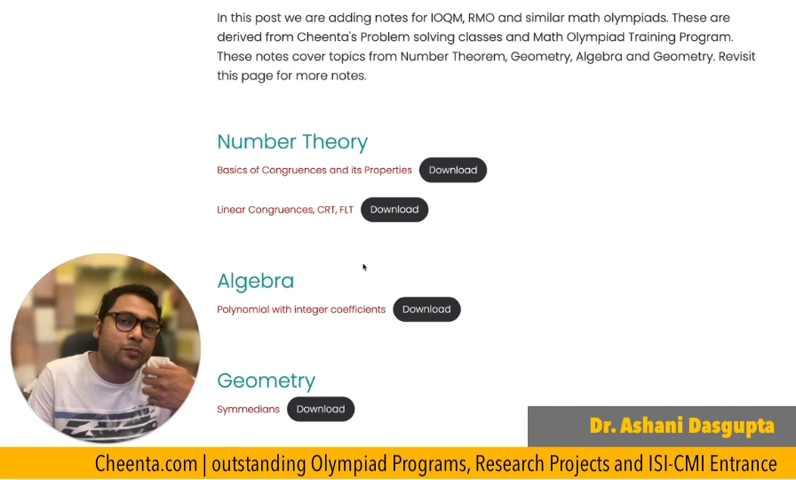 In this post we are adding notes for IOQM, RMO and similar math olympiads. These are
derived from Cheenta's Problem solving classes and Math Olympiad Training Program.
These notes cover topics from Number Theorem, Geometry, Algebra and Geometry. Revisit
this page for more notes.
Number Theory
Basics of Congruences and its Properties Download
Linear Congruences, CRT, FLT Download
Algebra
Polynomial with integer coefficients Download
Geometry
Symmedians Download
Dr. Ashani Dasgupta
Cheenta.com | outstanding Olympiad Programs, Research Projects and ISI-CMI Entrance